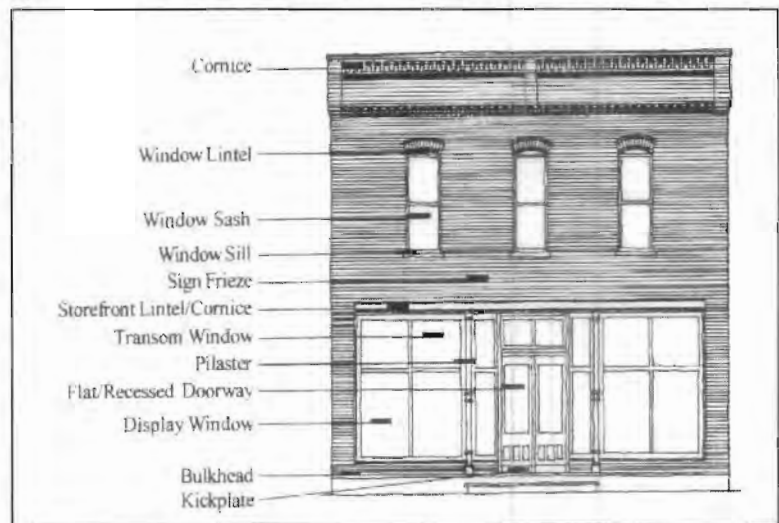 Cornice
Window Lintel
Window Sash
Window Sill
Sign Frieze
Storefront Lintel/Cornice
Transom Window
Pilaster
Flat/Recessed Doorway
Display Window
Bulkhead
Kickplate